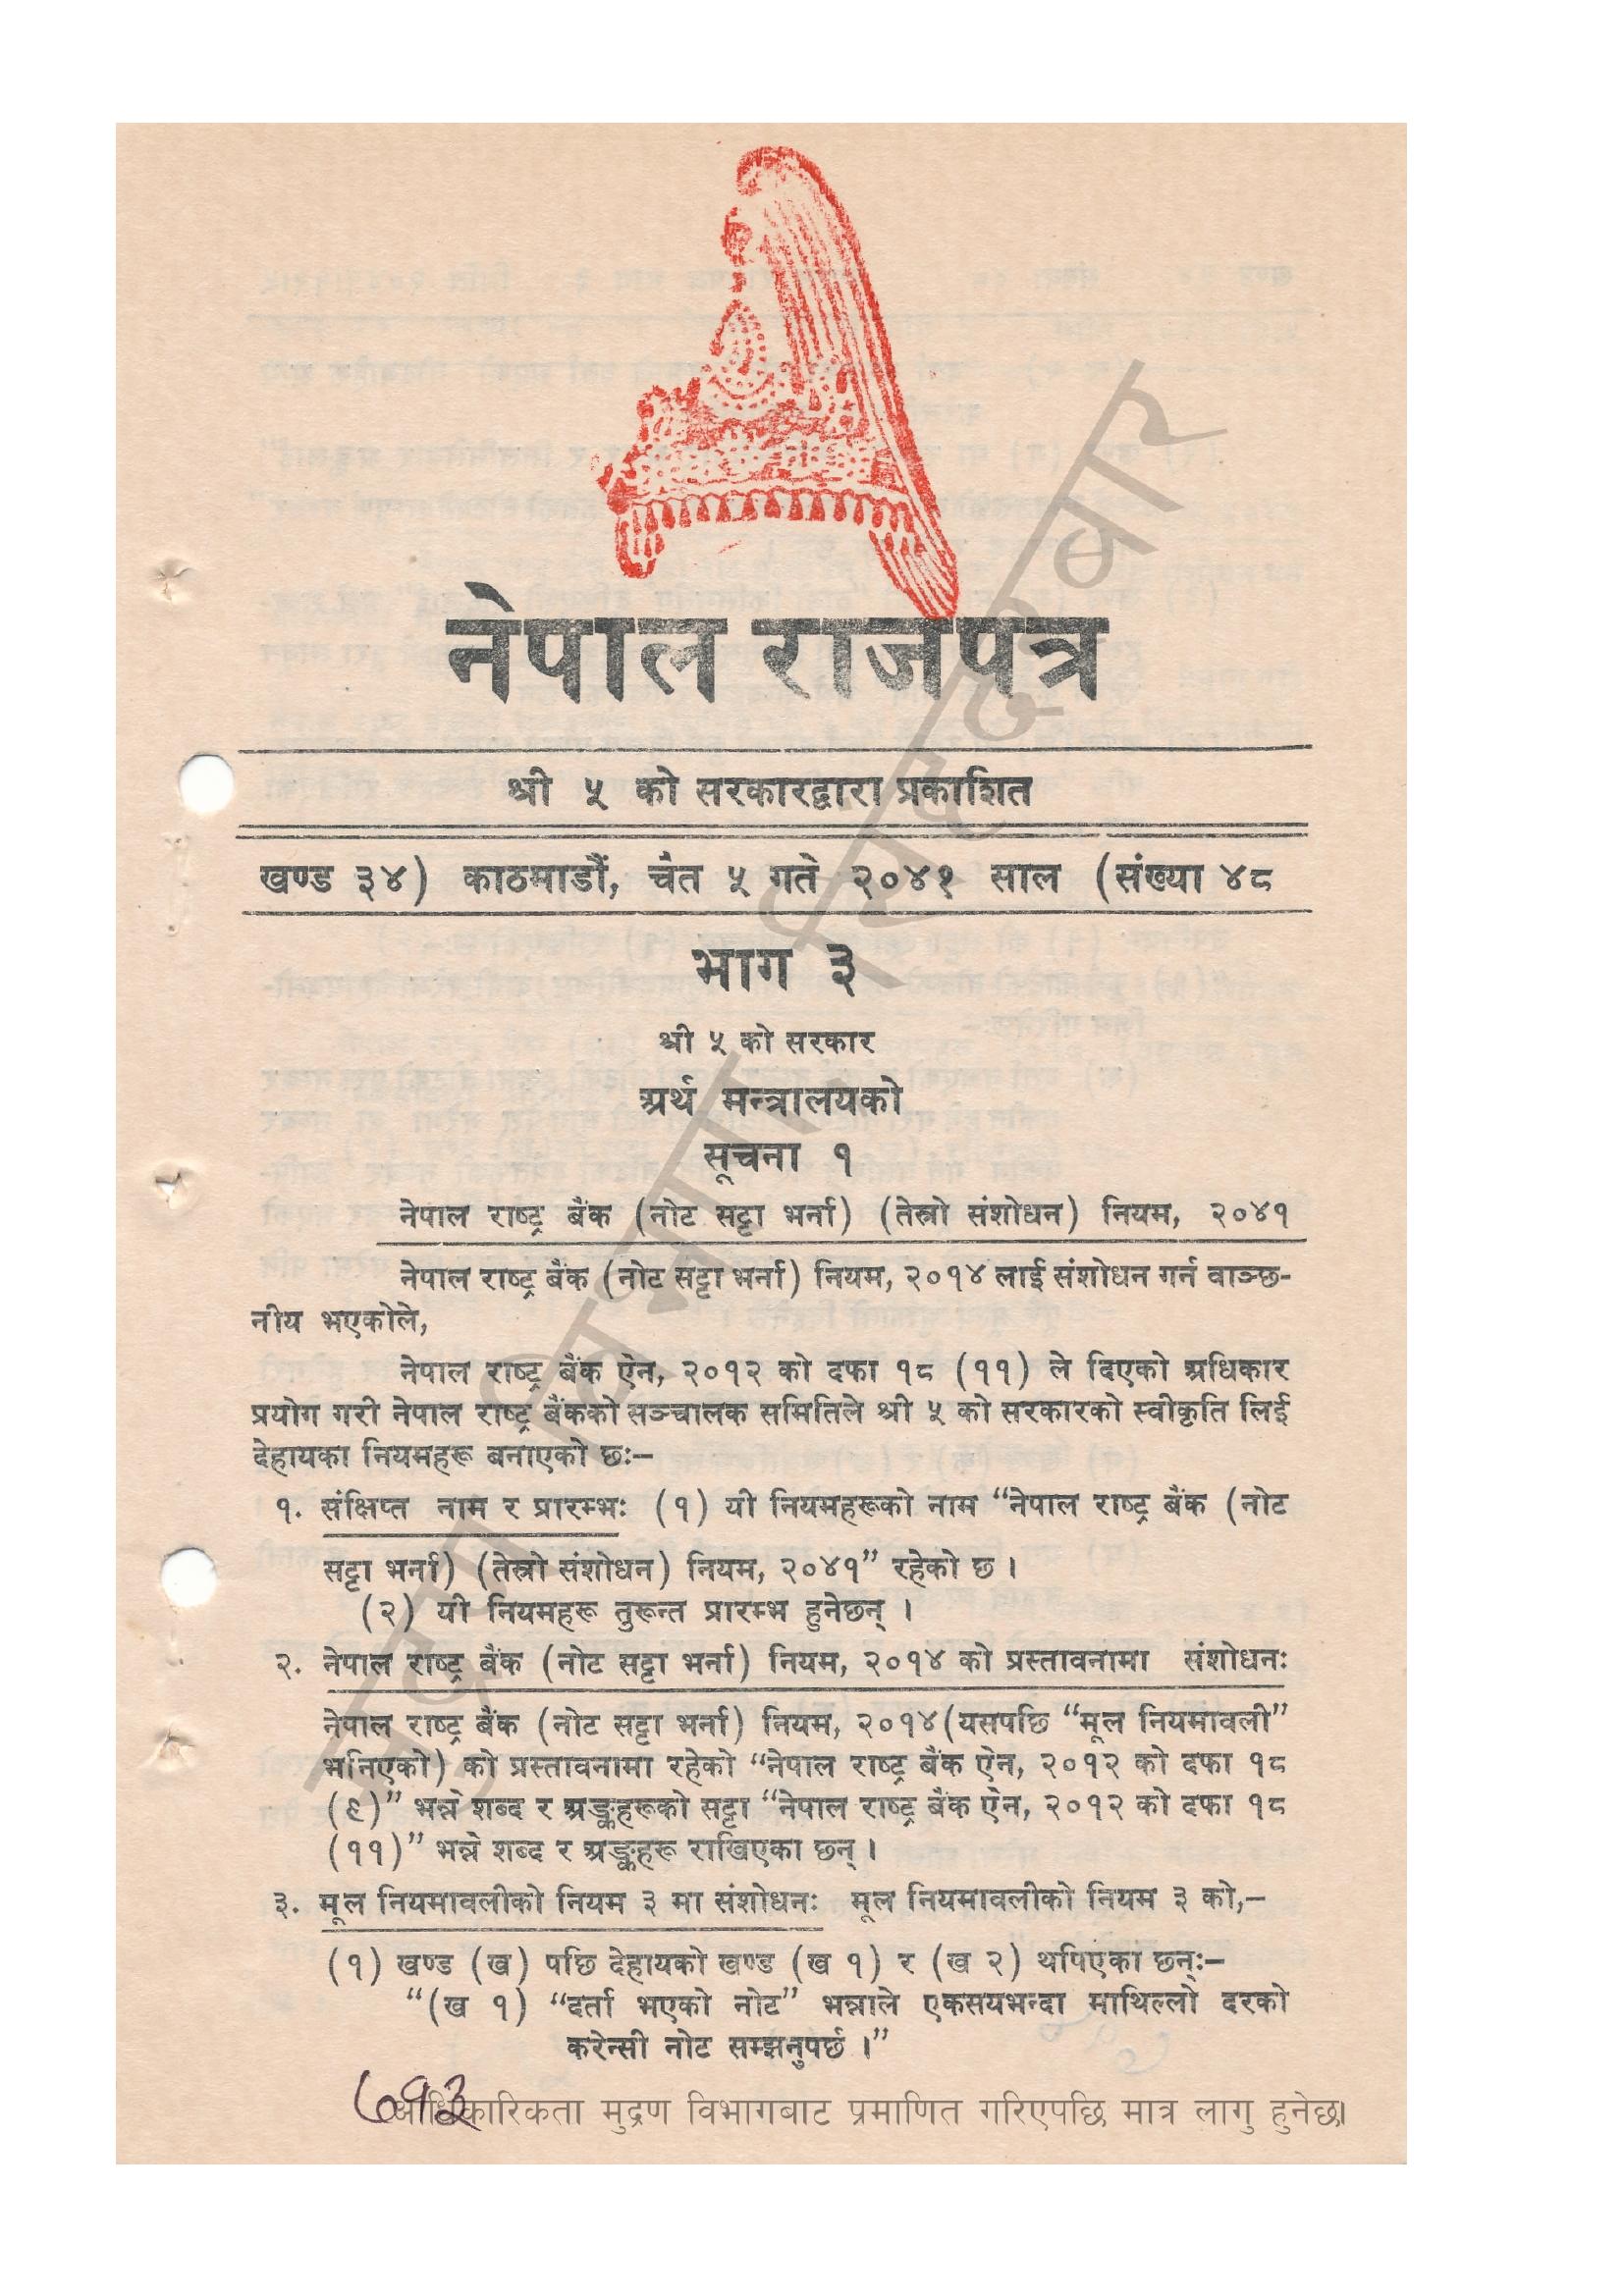 नेपाल राजपत्र
श्री ५ को सरकारद्वारा प्रकाशित
खण्ड ३४) काठमाडौं, चैत ५ गते २०४१ साल (संख्या ४८
भाग ३
श्री ५ को सरकार
अर्थ मन्त्रालयको
सूचना १
नेपाल राष्ट्र बैंक (नोट सट्टा भर्ना) (तेस्रो संशोधन) नियम, २०४१
नेपाल राष्ट्र बैंक (नोट सट्टा भर्ना) नियम, २०१४ लाई संशोधन गर्न वाञ्छ-
नीय भएकोले,
नेपाल राष्ट्र बैंक ऐन, २०१२ को दफा १८ (११) ले दिएको अधिकार
प्रयोग गरी नेपाल राष्ट्र बैंकको सञ्चालक समितिले श्री ५ को सरकारको स्वीकृति लिई
देहायका नियमहरू बनाएको छः–
१. संक्षिप्त नाम र प्रारम्भः (१) यी नियमहरूको नाम “नेपाल राष्ट्र बैंक (नोट
सट्टा भर्ना) (तेस्रो संशोधन) नियम, २०४१” रहेको छ ।
(२) यी नियमहरू तुरून्त प्रारम्भ हुनेछन् ।
२. नेपाल राष्ट्र बैंक (नोट सट्टा भर्ना) नियम, २०१४ को प्रस्तावनामा संशोधनः
नेपाल राष्ट्र बैंक (नोट सट्टा भर्ना) नियम, २०१४ (यसपछि “मूल नियमावली”
भनिएको) को प्रस्तावनामा रहेको “नेपाल राष्ट्र बैंक ऐन, २०१२ को दफा १८
(९)” भन्ने शब्द र अङ्कहरूको सट्टा “नेपाल राष्ट्र बैंक ऐन, २०१२ को दफा १८
(११)” भन्ने शब्द र अङ्कहरू राखिएका छन् ।
३. मूल नियमावलीको नियम ३ मा संशोधनः मूल नियमावलीको नियम ३ को,–
(१) खण्ड (ख) पछि देहायको खण्ड (ख १) र (ख २) थपिएका छन्ः–
“(ख १) “दर्ता भएको नोट” भन्नाले एकसयभन्दा माथिल्लो दरको
करेन्सी नोट सम्झनुपर्छ ।”
७१३
आधिकारिकता मुद्रण विभागबाट प्रमाणित गरिएपछि मात्र लागु हुनेछ।